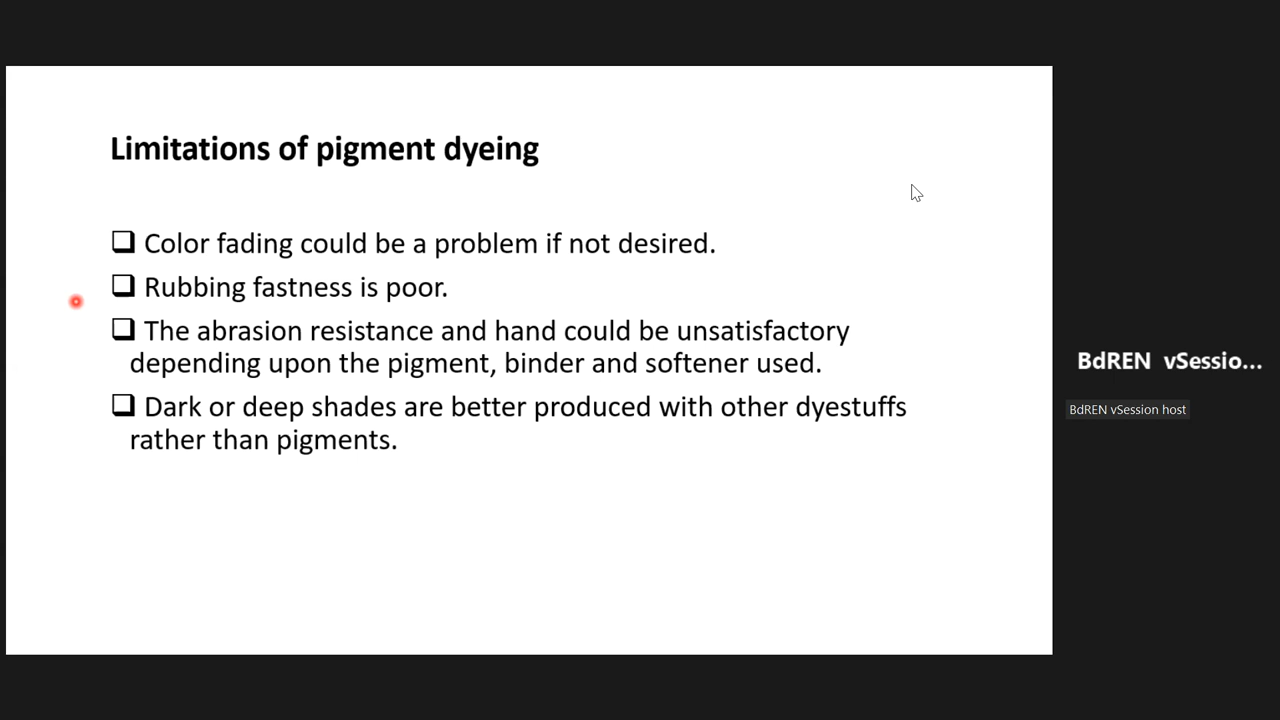 Limitations of pigment dyeing
❑ Color fading could be a problem if not desired.
❑ Rubbing fastness is poor.
❑ The abrasion resistance and hand could be unsatisfactory
depending upon the pigment, binder and softener used.
❑ Dark or deep shades are better produced with other dyestuffs
rather than pigments.
BdREN vSessio...
BdREN vSession host